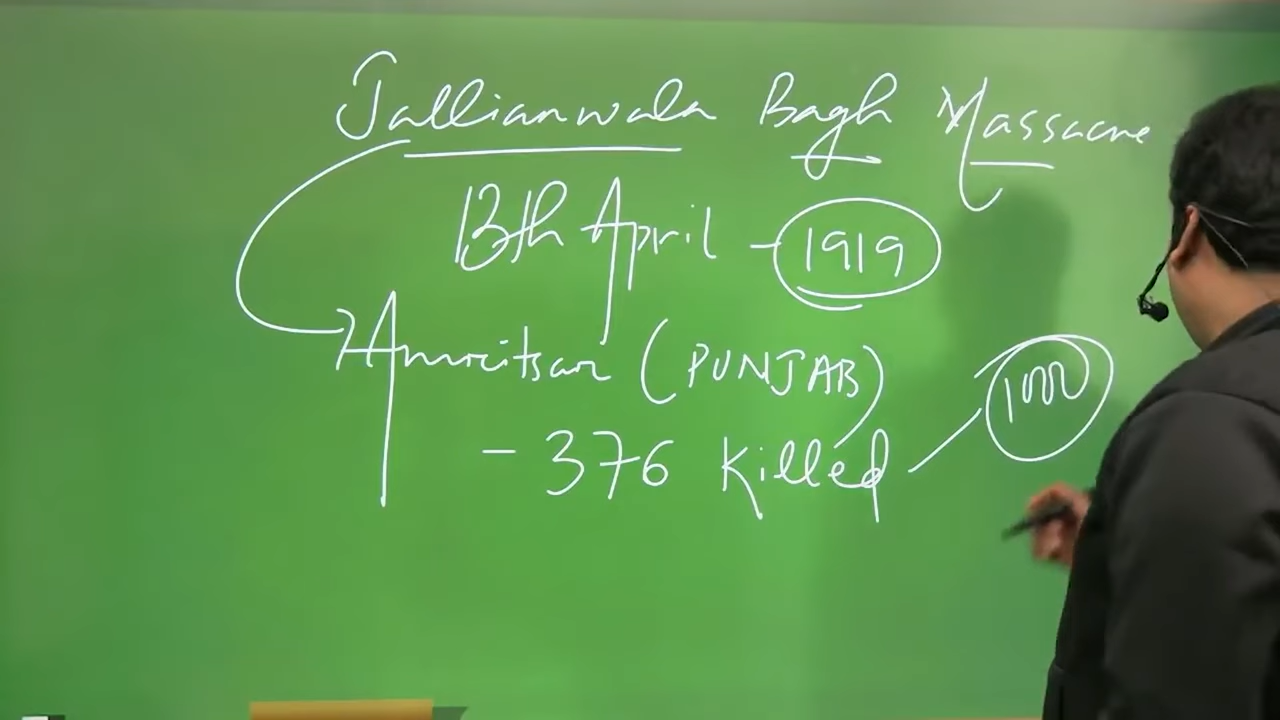 Jallianwala Bagh Massacre
13th April - 1919
Amritsar (PUNJAB)
- 376 killed
1000